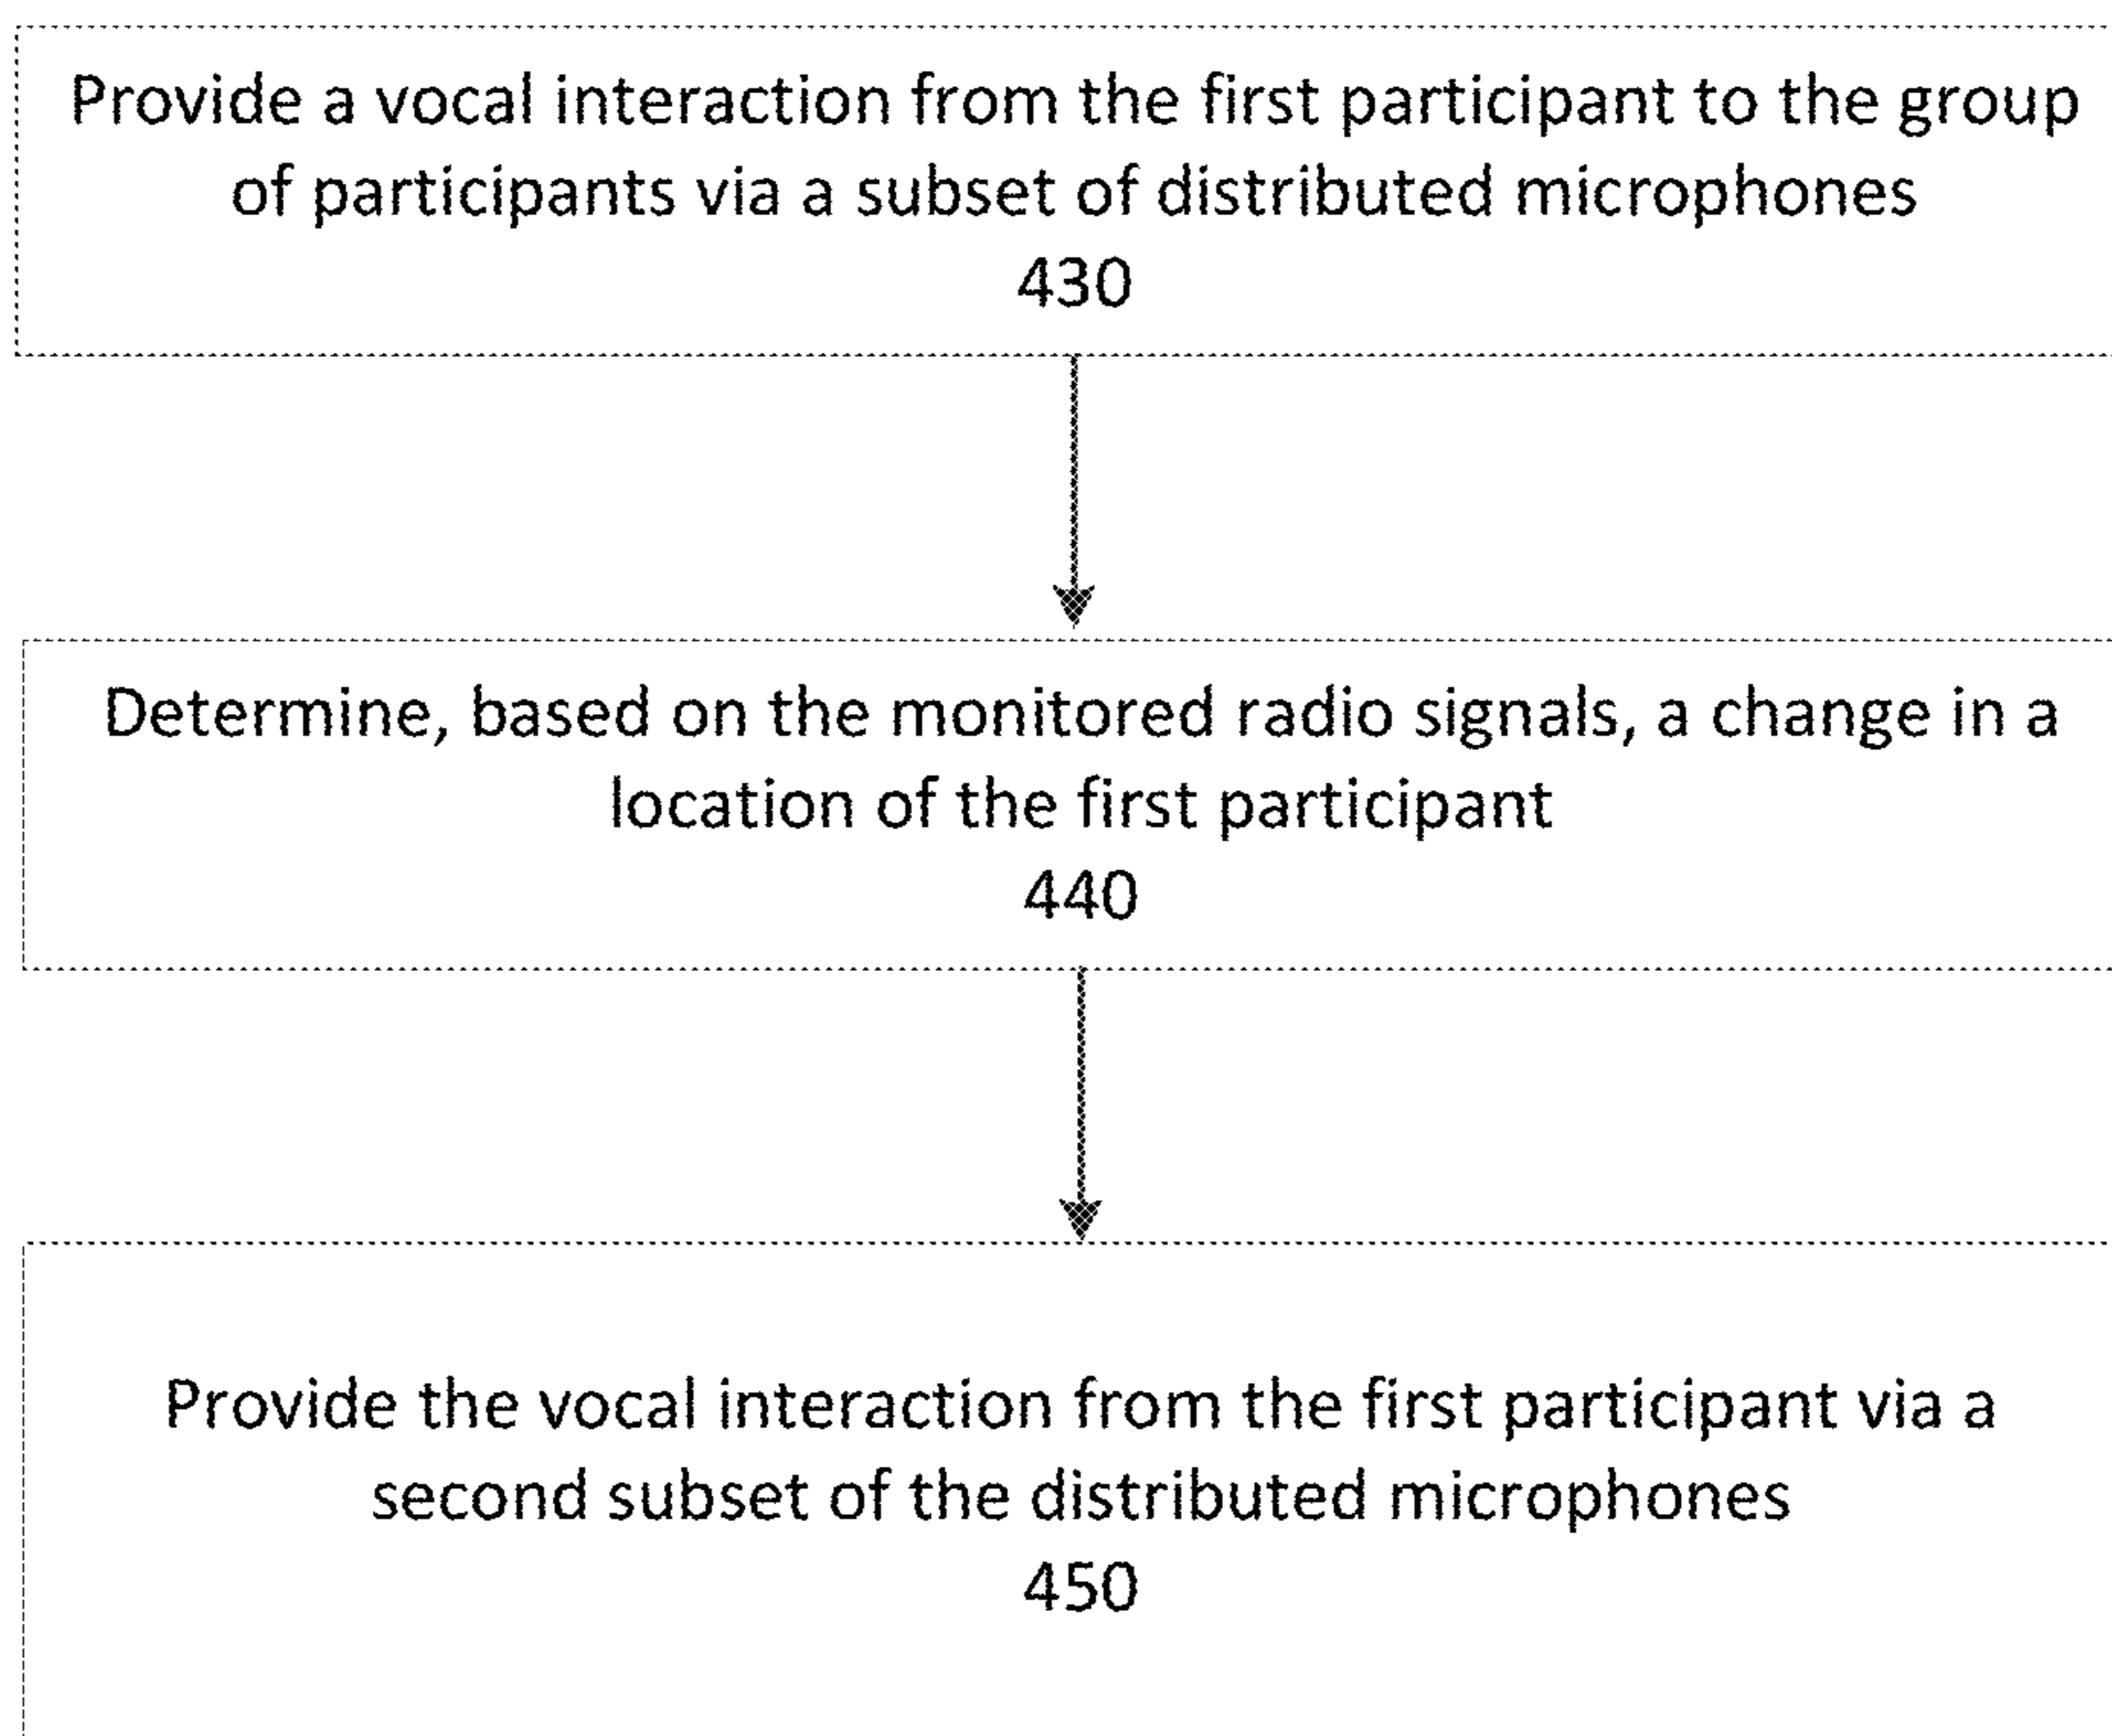 Provide a vocal interaction from the first participant to the group
of participants via a subset of distributed microphones
430
Determine, based on the monitored radio signals, a change in a
location of the first participant
440
Provide the vocal interaction from the first participant via a
second subset of the distributed microphones
450